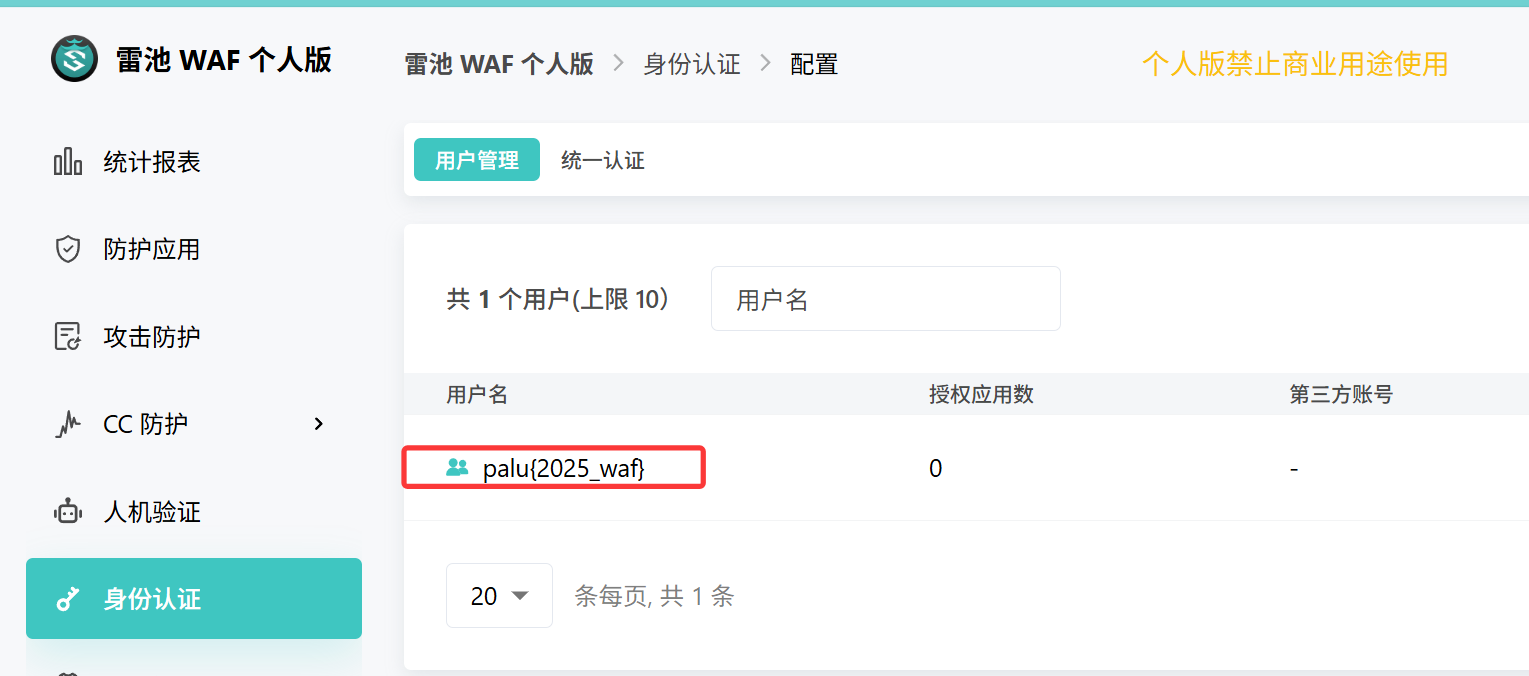 雷池 WAF 个人版
雷池 WAF 个人版 > 身份认证 > 配置
个人版禁止商业用途使用
统计报表
防护应用
攻击防护
CC 防护
人机验证
身份认证
用户管理 统一认证
共 1 个用户(上限 10)
用户名
用户名 授权应用数 第三方账号
palu{2025_waf} 0 -
20 条每页, 共 1 条